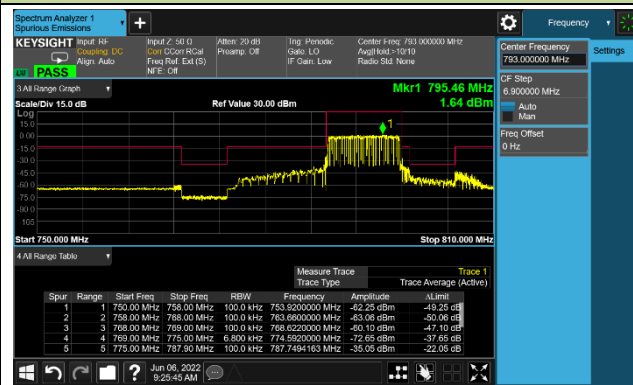 Spectrum Analyzer 1
Spurious Emissions
Frequency
KEYSIGHT Input: RF Input Z: 50 Ω Atten: 20 dB Trig: Periodic Center Freq: 793.000000 MHz
Coupling: DC Corr CCorr RCal Preamp: Off Gate: LO Avg|Hold:>10/10
Align: Auto Freq Ref: Ext (S) IF Gain: Low Radio Std: None
NFE: Off
PASS
Center Frequency
793.000000 MHz
Settings
CF Step
6.900000 MHz
Auto
Man
Freq Offset
0 Hz
3 All Range Graph
Mkr1 795.46 MHz
Scale/Div 15.0 dB Ref Value 30.00 dBm 1.64 dBm
Log
15.0
0.00
-15.0
-30.0
-45.0
-60.0
-75.0
-90.0
-105
1
Start 750.000 MHz Stop 810.000 MHz
4 All Range Table
Measure Trace Trace 1
Trace Type Trace Average (Active)
Spur Range Start Freq Stop Freq RBW Frequency Amplitude ΔLimit
1 1 750.00 MHz 758.00 MHz 100.0 kHz 753.9200000 MHz -62.25 dBm -49.25 dB
2 2 758.00 MHz 768.00 MHz 100.0 kHz 763.6600000 MHz -63.06 dBm -50.06 dB
3 3 768.00 MHz 769.00 MHz 100.0 kHz 768.6220000 MHz -60.10 dBm -47.10 dB
4 4 769.00 MHz 775.00 MHz 6.800 kHz 774.5920000 MHz -72.65 dBm -37.65 dB
5 5 775.00 MHz 787.90 MHz 100.0 kHz 787.7494163 MHz -35.05 dBm -22.05 dB
Jun 06, 2022
9:25:45 AM